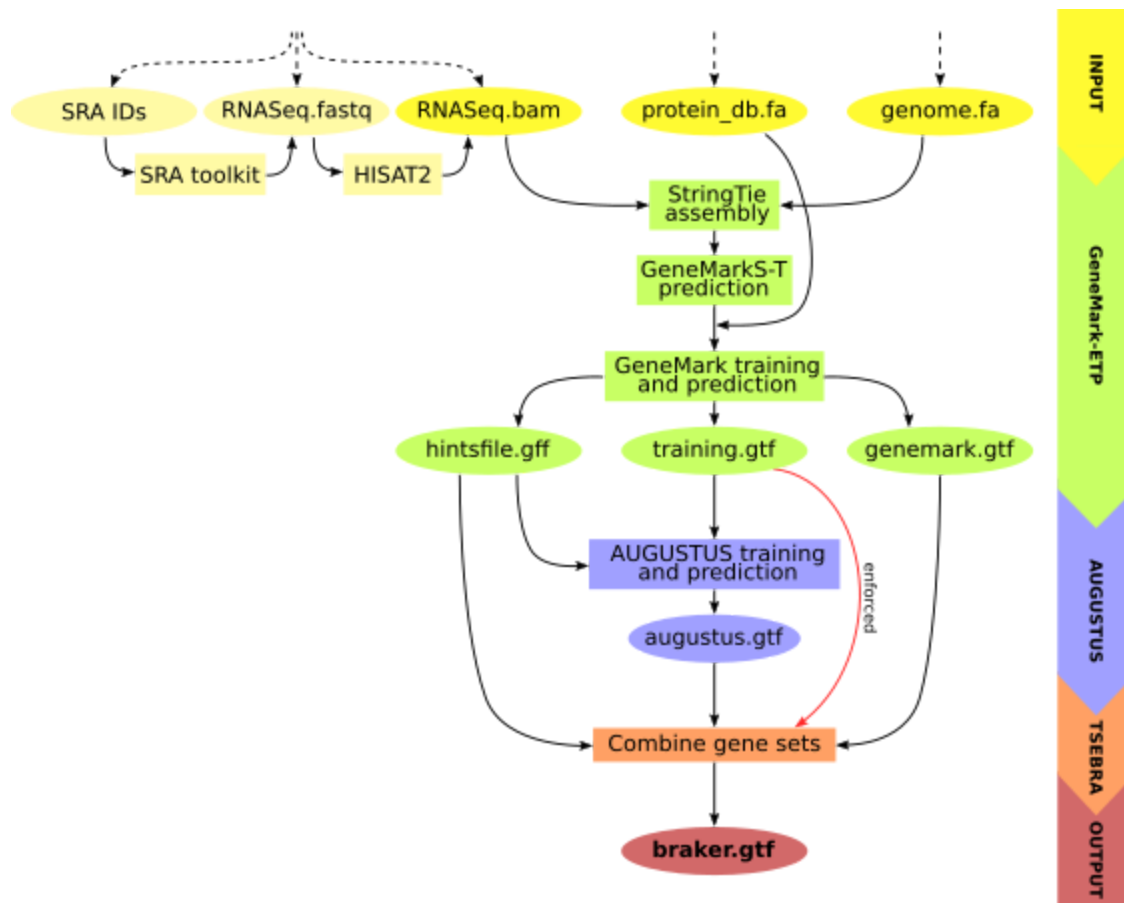 SRA IDs
RNASeq.fastq
RNASeq.bam
protein_db.fa
genome.fa
SRA toolkit
HISAT2
StringTie
assembly
GeneMarkS-T
prediction
GeneMark training
and prediction
hintsfile.gff
training.gtf
genemark.gtf
AUGUSTUS training
and prediction
enforced
augustus.gtf
Combine gene sets
braker.gtf
INPUT
GeneMark-ETP
AUGUSTUS
TSEBRA
OUTPUT